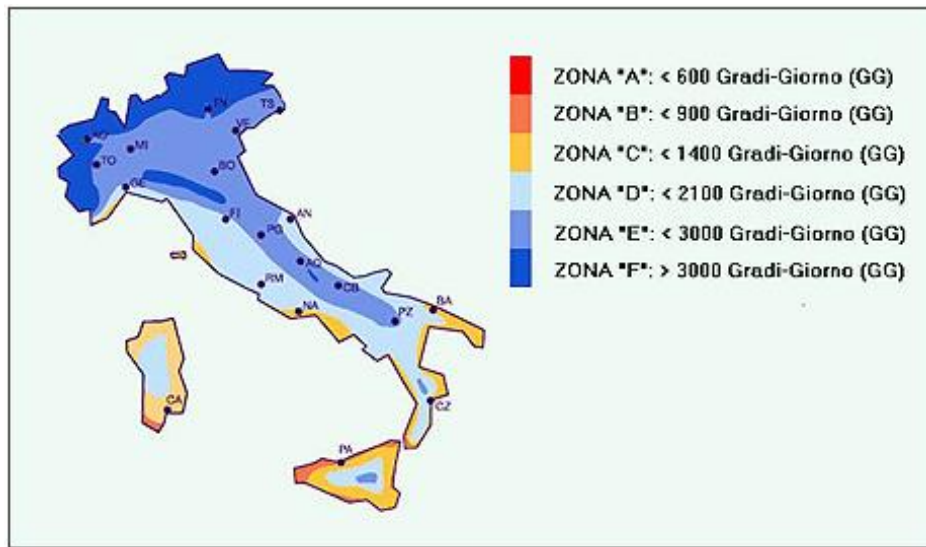 ZONA "A": < 600 Gradi-Giorno (GG)
ZONA "B": < 900 Gradi-Giorno (GG)
ZONA "C": < 1400 Gradi-Giorno (GG)
ZONA "D": < 2100 Gradi-Giorno (GG)
ZONA "E": < 3000 Gradi-Giorno (GG)
ZONA "F": > 3000 Gradi-Giorno (GG)
TN
TS
VE
AO
MI
TO
BO
GE
FI
AN
PG
AQ
RM
CB
NA
BA
PZ
CA
CZ
PA